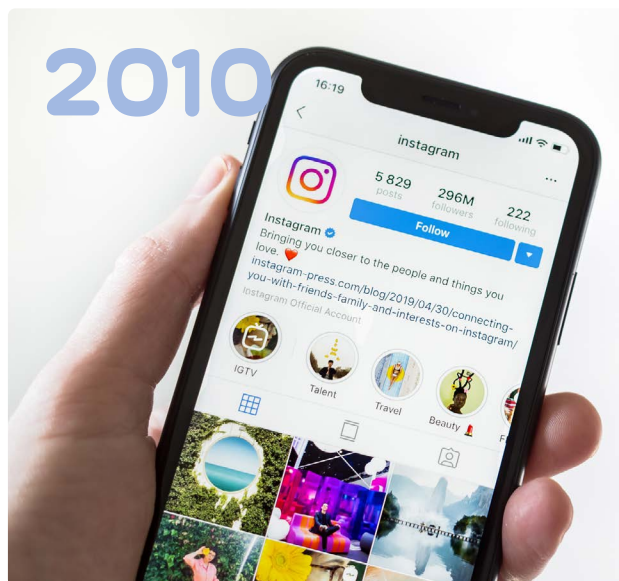 2010
16:19
instagram
5 829
posts
296M
followers
222
following
Follow
Instagram
Bringing you closer to the people and things you
love. ❤️
instagram-press.com/blog/2019/04/30/connecting-
you-with-friends-family-and-interests-on-instagram/
Instagram Official Account
IGTV
Talent
Travel
Beauty 💄